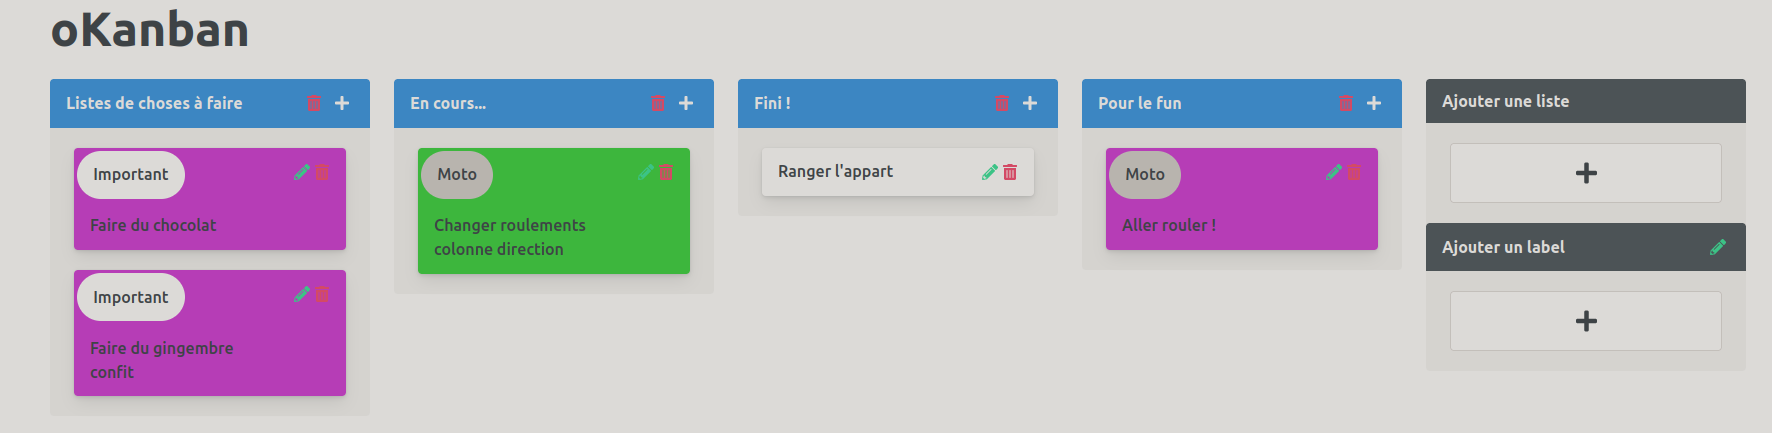 oKanban
Listes de choses à faire
Important
Faire du chocolat
Important
Faire du gingembre
confit
En cours...
Moto
Changer roulements
colonne direction
Fini !
Ranger l'appart
Pour le fun
Moto
Aller rouler !
Ajouter une liste
Ajouter un label